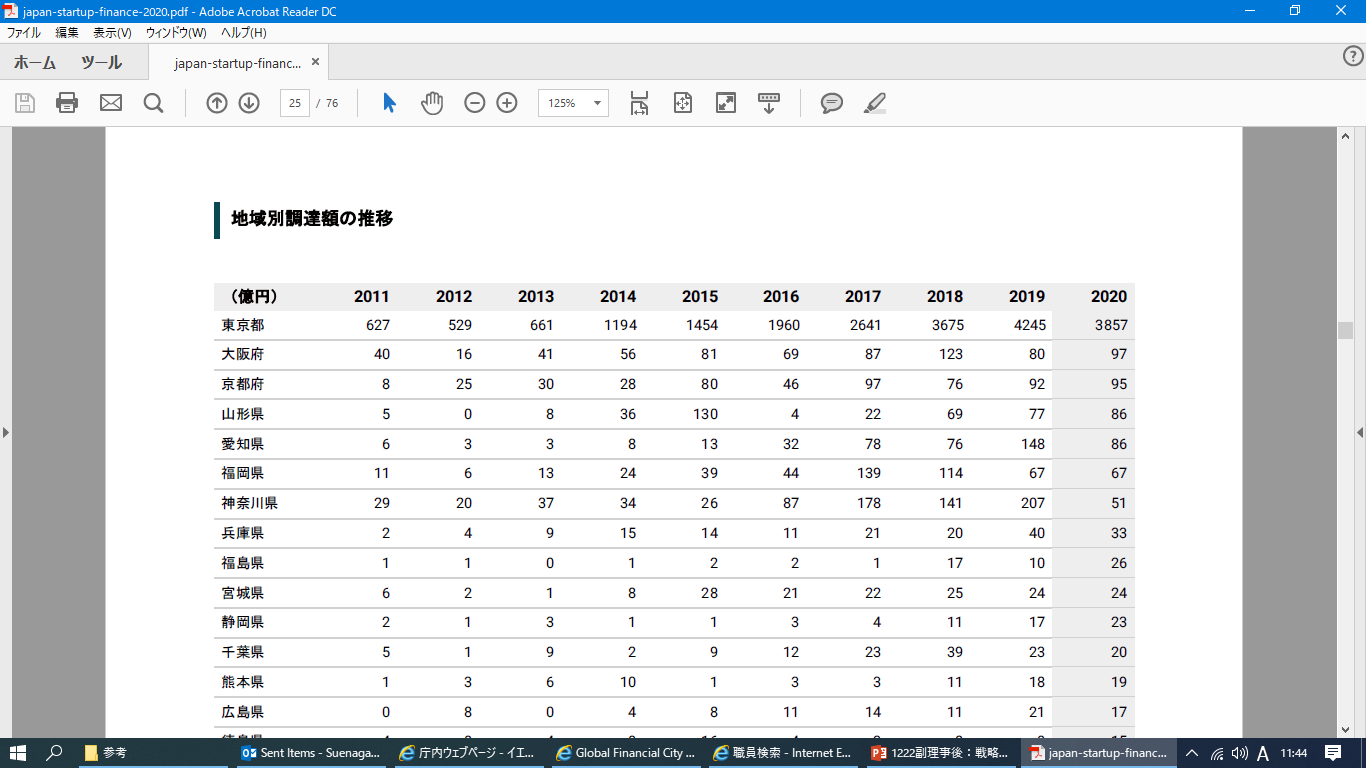 japan-startup-finance-2020.pdf - Adobe Acrobat Reader DC
ファイル 編集 表示(V) ウィンドウ(W) ヘルプ(H)
ホーム ツール japan-startup-financ... ×
25 / 76 125%
地域別調達額の推移
（億円） 2011 2012 2013 2014 2015 2016 2017 2018 2019 2020
東京都 627 529 661 1194 1454 1960 2641 3675 4245 3857
大阪府 40 16 41 56 81 69 87 123 80 97
京都府 8 25 30 28 80 46 97 76 92 95
山形県 5 0 8 36 130 4 22 69 77 86
愛知県 6 3 3 8 13 32 78 76 148 86
福岡県 11 6 13 24 39 44 139 114 67 67
神奈川県 29 20 37 34 26 87 178 141 207 51
兵庫県 2 4 9 15 14 11 21 20 40 33
福島県 1 1 0 1 2 2 1 17 10 26
宮城県 6 2 1 8 28 21 22 25 24 24
静岡県 2 1 3 1 1 3 4 11 17 23
千葉県 5 1 9 2 9 12 23 39 23 20
熊本県 1 3 6 10 1 3 3 11 18 19
広島県 0 8 0 4 8 11 14 11 21 17
参考 Sent Items - Suenaga... 庁内ウェブページ - イエ... Global Financial City ... 職員検索 - Internet E... 1222副理事後：戦略... japan-startup-financ... A 11:44